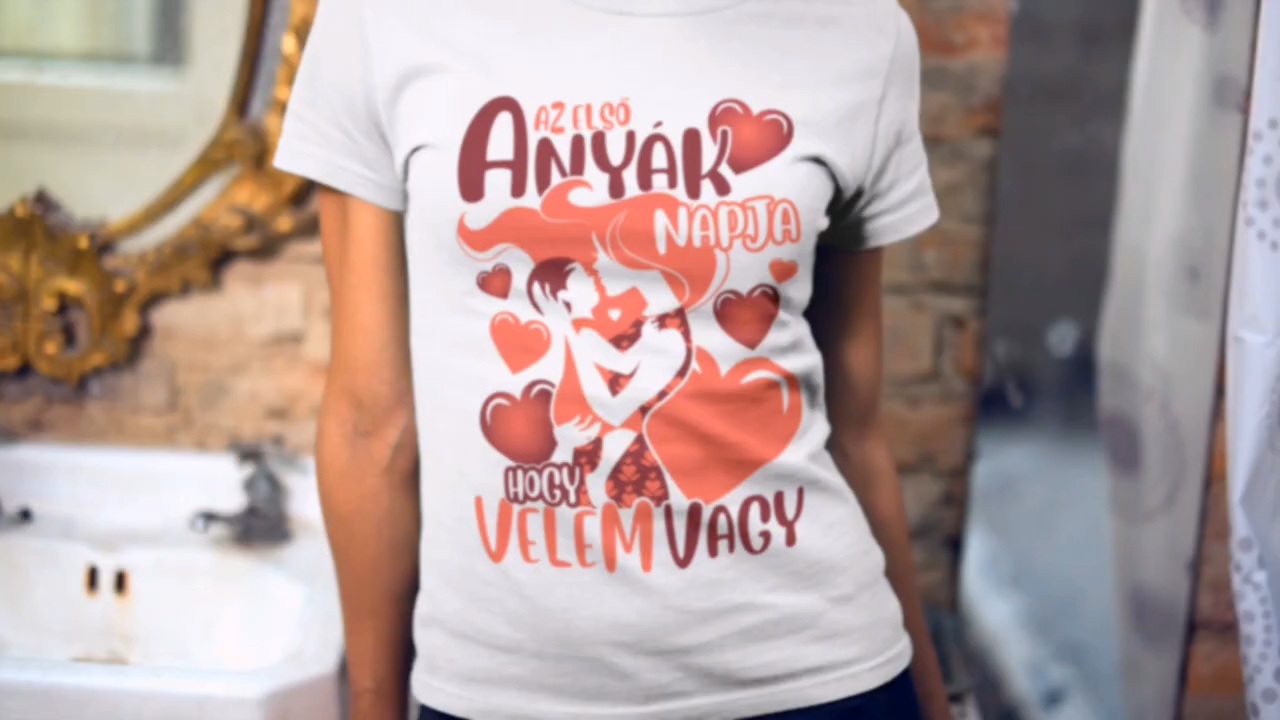 AZ ELSŐ
ANYÁK
NAPJA
HOGY
VELEM VAGY